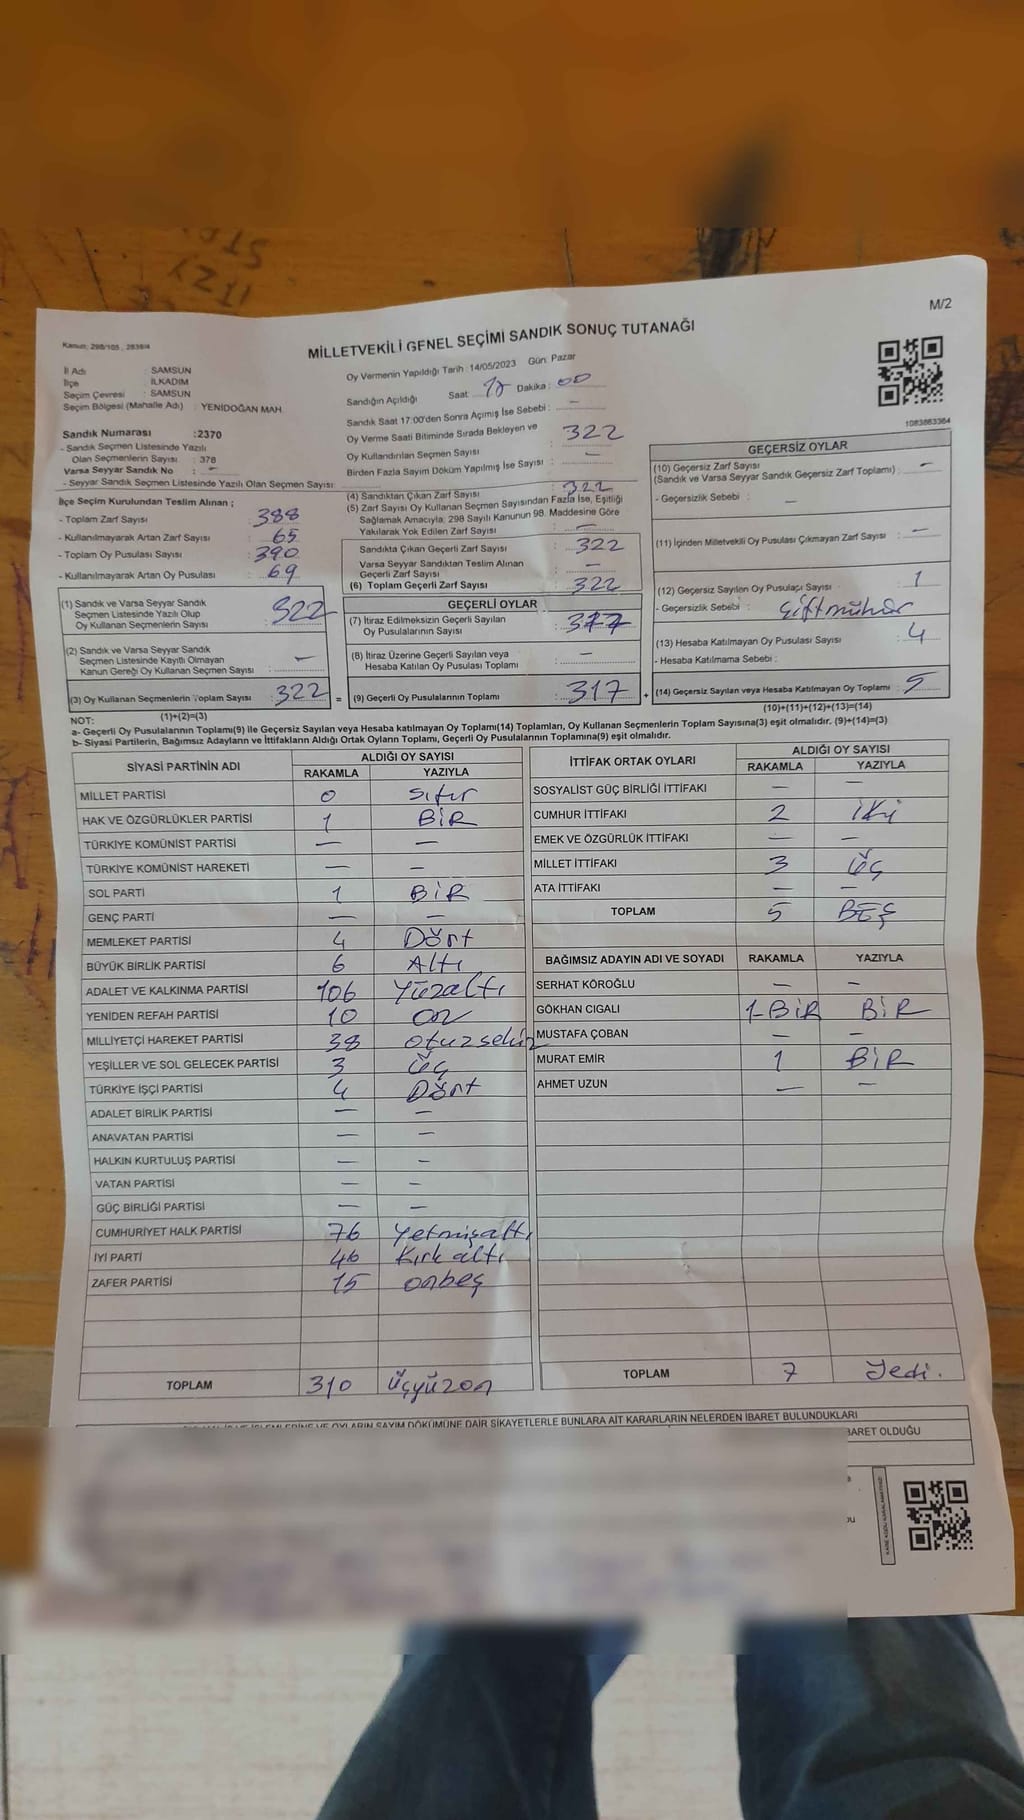 M/2
Kanun: 298/105 , 2839/4
MİLLETVEKİLİ GENEL SEÇİMİ SANDIK SONUÇ TUTANAĞI
İl Adı : SAMSUN
İlçe : İLKADIM
Seçim Çevresi : SAMSUN
Seçim Bölgesi (Mahalle Adı) : YENİDOĞAN MAH
Sandık Numarası :2370
- Sandık Seçmen Listesinde Yazılı
Olan Seçmenlerin Sayısı : 378
Varsa Seyyar Sandık No : -
- Seyyar Sandık Seçmen Listesinde Yazılı Olan Seçmen Sayısı:
İlçe Seçim Kurulundan Teslim Alınan ;
- Toplam Zarf Sayısı : 388
- Kullanılmayarak Artan Zarf Sayısı : 65
- Toplam Oy Pusulası Sayısı : 390
- Kullanılmayarak Artan Oy Pusulası : 69
(1) Sandık ve Varsa Seyyar Sandık
Seçmen Listesinde Yazılı Olup
Oy Kullanan Seçmenlerin Sayısı : 322
(2) Sandık ve Varsa Seyyar Sandık
Seçmen Listesinde Kayıtlı Olmayan
Kanun Gereği Oy Kullanan Seçmen Sayısı : -
(3) Oy Kullanan Seçmenlerin Toplam Sayısı : 322 =
(1)+(2)=(3)
Oy Vermenin Yapıldığı Tarih :14/05/2023 Gün: Pazar
Sandığın Açıldığı Saat : 17 Dakika : 00
Sandık Saat 17:00'den Sonra Açımış İse Sebebi : -
Oy Verme Saati Bitiminde Sırada Bekleyen ve
Oy Kullandırılan Seçmen Sayısı : 322
Birden Fazla Sayım Döküm Yapılmış İse Sayısı : -
(4) Sandıktan Çıkan Zarf Sayısı : 322
(5) Zarf Sayısı Oy Kullanan Seçmen Sayısından Fazla İse, Eşitliği
Sağlamak Amacıyla; 298 Sayılı Kanunun 98. Maddesine Göre
Yakılarak Yok Edilen Zarf Sayısı : -
Sandıkta Çıkan Geçerli Zarf Sayısı : 322
Varsa Seyyar Sandıktan Teslim Alınan
Geçerli Zarf Sayısı : -
(6) Toplam Geçerli Zarf Sayısı : 322
GEÇERLİ OYLAR
(7) İtiraz Edilmeksizin Geçerli Sayılan
Oy Pusulalarının Sayısı : 317
(8) İtiraz Üzerine Geçerli Sayılan veya
Hesaba Katılan Oy Pusulası Toplamı : -
(9) Geçerli Oy Pusulalarının Toplamı : 317 +
1083863364
GEÇERSİZ OYLAR
(10) Geçersiz Zarf Sayısı
(Sandık ve Varsa Seyyar Sandık Geçersiz Zarf Toplamı) : -
- Geçersizlik Sebebi : -
(11) İçinden Milletvekili Oy Pusulası Çıkmayan Zarf Sayısı : -
(12) Geçersiz Sayılan Oy Pusulası Sayısı : 1
- Geçersizlik Sebebi : Çiftmühür
(13) Hesaba Katılmayan Oy Pusulası Sayısı : 4
- Hesaba Katılmama Sebebi :
(14) Geçersiz Sayılan veya Hesaba Katılmayan Oy Toplamı : 5
(10)+(11)+(12)+(13)=(14)
NOT:
a- Geçerli Oy Pusulalarının Toplamı(9) ile Geçersiz Sayılan veya Hesaba katılmayan Oy Toplamı(14) Toplamları, Oy Kullanan Seçmenlerin Toplam Sayısına(3) eşit olmalıdır. (9)+(14)=(3)
b- Siyasi Partilerin, Bağımsız Adayların ve İttifakların Aldığı Ortak Oyların Toplamı, Geçerli Oy Pusulalarının Toplamına(9) eşit olmalıdır.
SİYASİ PARTİNİN ADI ALDIĞI OY SAYISI
RAKAMLA YAZIYLA
MİLLET PARTİSİ 0 Sıfır
HAK VE ÖZGÜRLÜKLER PARTİSİ 1 BİR
TÜRKİYE KOMÜNİST PARTİSİ - -
TÜRKİYE KOMÜNİST HAREKETİ - -
SOL PARTİ 1 BİR
GENÇ PARTİ - -
MEMLEKET PARTİSİ 4 Dört
BÜYÜK BİRLİK PARTİSİ 6 Altı
ADALET VE KALKINMA PARTİSİ 106 Yüzaltı
YENİDEN REFAH PARTİSİ 10 on
MİLLİYETÇİ HAREKET PARTİSİ 38 otuzsekiz
YEŞİLLER VE SOL GELECEK PARTİSİ 3 Üç
TÜRKİYE İŞÇİ PARTİSİ 4 Dört
ADALET BİRLİK PARTİSİ - -
ANAVATAN PARTİSİ - -
HALKIN KURTULUŞ PARTİSİ - -
VATAN PARTİSİ - -
GÜÇ BİRLİĞİ PARTİSİ - -
CUMHURİYET HALK PARTİSİ 76 Yetmişaltı
İYİ PARTİ 46 Kırk altı
ZAFER PARTİSİ 15 onbeş
TOPLAM 310 Üçyüzon
İTTİFAK ORTAK OYLARI ALDIĞI OY SAYISI
RAKAMLA YAZIYLA
SOSYALİST GÜÇ BİRLİĞİ İTTİFAKI - -
CUMHUR İTTİFAKI 2 iki
EMEK VE ÖZGÜRLÜK İTTİFAKI - -
MİLLET İTTİFAKI 3 Üç
ATA İTTİFAKI - -
TOPLAM 5 BEŞ
BAĞIMSIZ ADAYIN ADI VE SOYADI RAKAMLA YAZIYLA
SERHAT KÖROĞLU - -
GÖKHAN CIGALI 1-BİR BİR
MUSTAFA ÇOBAN - -
MURAT EMİR 1 BİR
AHMET UZUN - -
TOPLAM 7 Yedi.
OYLARIN SAYIM DÖKÜMÜNE DAİR ŞİKAYETLERLE BUNLARA AİT KARARLARIN NELERDEN İBARET BULUNDUKLARI
BARET OLDUĞU